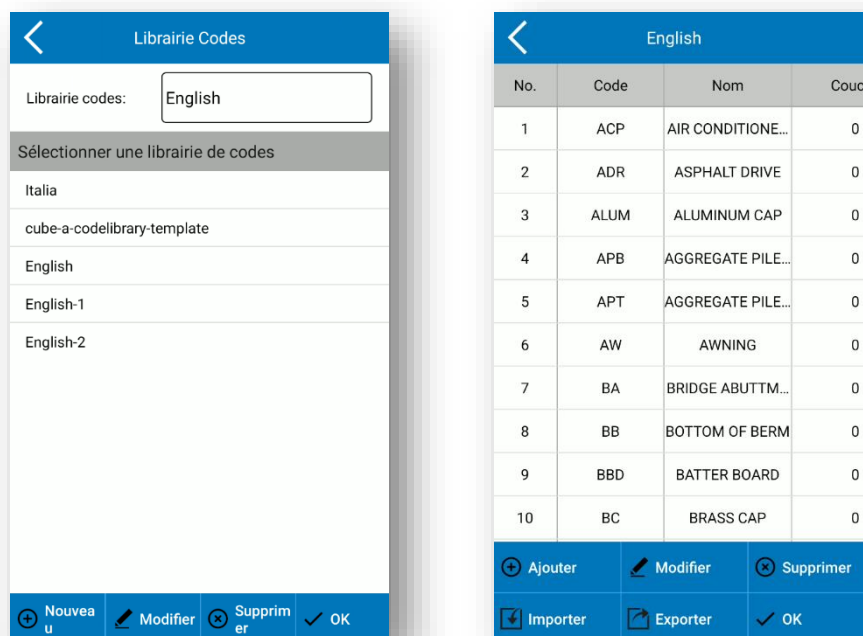 Librairie Codes
Librairie codes: English
Sélectionner une librairie de codes
Italia
cube-a-codelibrary-template
English
English-1
English-2
Nouvea
u
Modifier
Supprim
er
OK
English
No. Code Nom Couc
1 ACP AIR CONDITIONE...
0
2 ADR ASPHALT DRIVE 0
3 ALUM ALUMINUM CAP 0
4 APB AGGREGATE PILE... 0
5 APT AGGREGATE PILE... 0
6 AW AWNING 0
7 BA BRIDGE ABUTTM... 0
8 BB BOTTOM OF BERM 0
9 BBD BATTER BOARD 0
10 BC BRASS CAP 0
Ajouter Modifier Supprimer
Importer Exporter OK